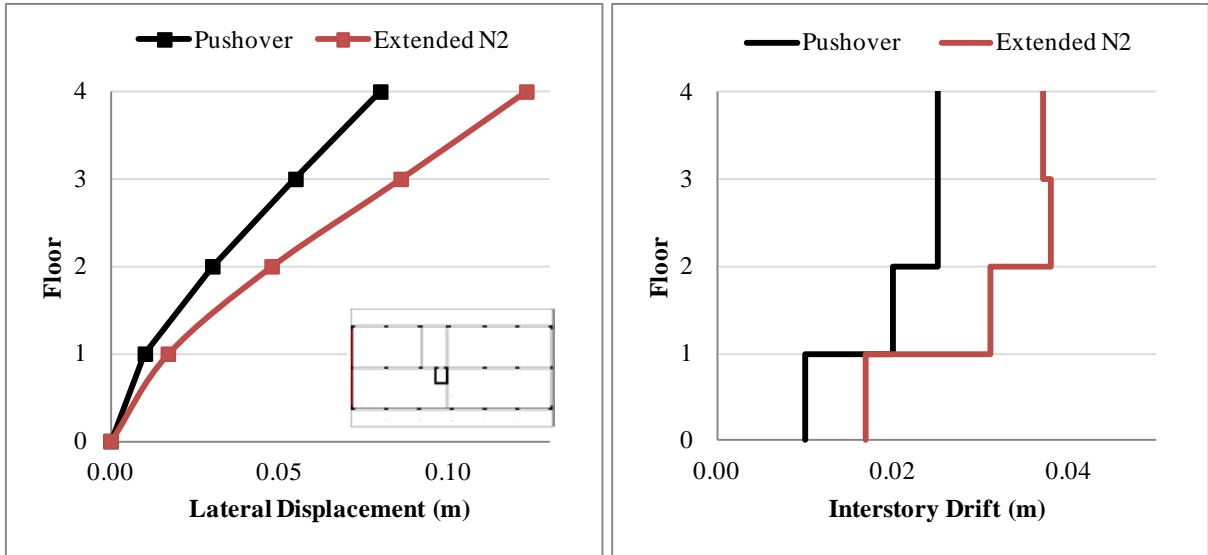 Pushover Extended N2
4
3
2
1
0
Floor
0.00 0.05 0.10
Lateral Displacement (m)
Pushover Extended N2
4
3
2
1
0
Floor
0.00 0.02 0.04
Interstory Drift (m)